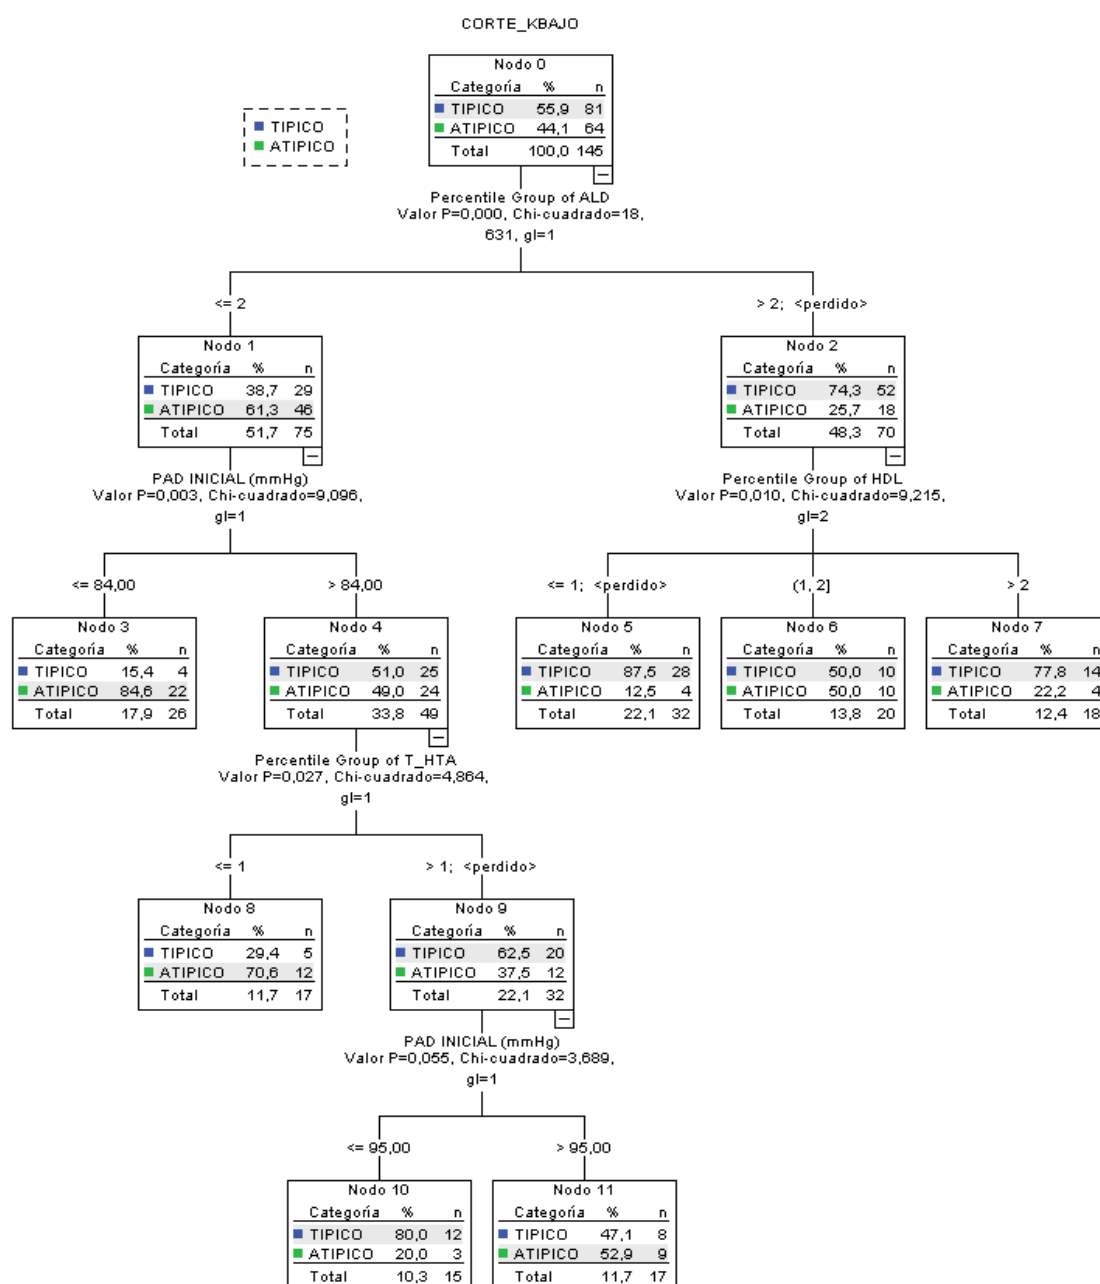 CORTE_KBAJO
Nodo 0
Categoría % n
TIPICO 55,9 81
ATIPICO 44,1 64
Total 100,0 145
TIPICO
ATIPICO
Percentile Group of ALD
Valor P=0,000, Chi-cuadrado=18,
631, gl=1
<= 2
> 2; <perdido>
Nodo 1
Categoría % n
TIPICO 38,7 29
ATIPICO 61,3 46
Total 51,7 75
Nodo 2
Categoría % n
TIPICO 74,3 52
ATIPICO 25,7 18
Total 48,3 70
PAD INICIAL (mmHg)
Valor P=0,003, Chi-cuadrado=9,096,
gl=1
Percentile Group of HDL
Valor P=0,010, Chi-cuadrado=9,215,
gl=2
<= 84,00
> 84,00
<= 1; <perdido>
(1, 2]
> 2
Nodo 3
Categoría % n
TIPICO 15,4 4
ATIPICO 84,6 22
Total 17,9 26
Nodo 4
Categoría % n
TIPICO 51,0 25
ATIPICO 49,0 24
Total 33,8 49
Nodo 5
Categoría % n
TIPICO 87,5 28
ATIPICO 12,5 4
Total 22,1 32
Nodo 6
Categoría % n
TIPICO 50,0 10
ATIPICO 50,0 10
Total 13,8 20
Nodo 7
Categoría % n
TIPICO 77,8 14
ATIPICO 22,2 4
Total 12,4 18
Percentile Group of T_HTA
Valor P=0,027, Chi-cuadrado=4,864,
gl=1
<= 1
> 1; <perdido>
Nodo 8
Categoría % n
TIPICO 29,4 5
ATIPICO 70,6 12
Total 11,7 17
Nodo 9
Categoría % n
TIPICO 62,5 20
ATIPICO 37,5 12
Total 22,1 32
PAD INICIAL (mmHg)
Valor P=0,055, Chi-cuadrado=3,689,
gl=1
<= 95,00
> 95,00
Nodo 10
Categoría % n
TIPICO 80,0 12
ATIPICO 20,0 3
Total 10,3 15
Nodo 11
Categoría % n
TIPICO 47,1 8
ATIPICO 52,9 9
Total 11,7 17